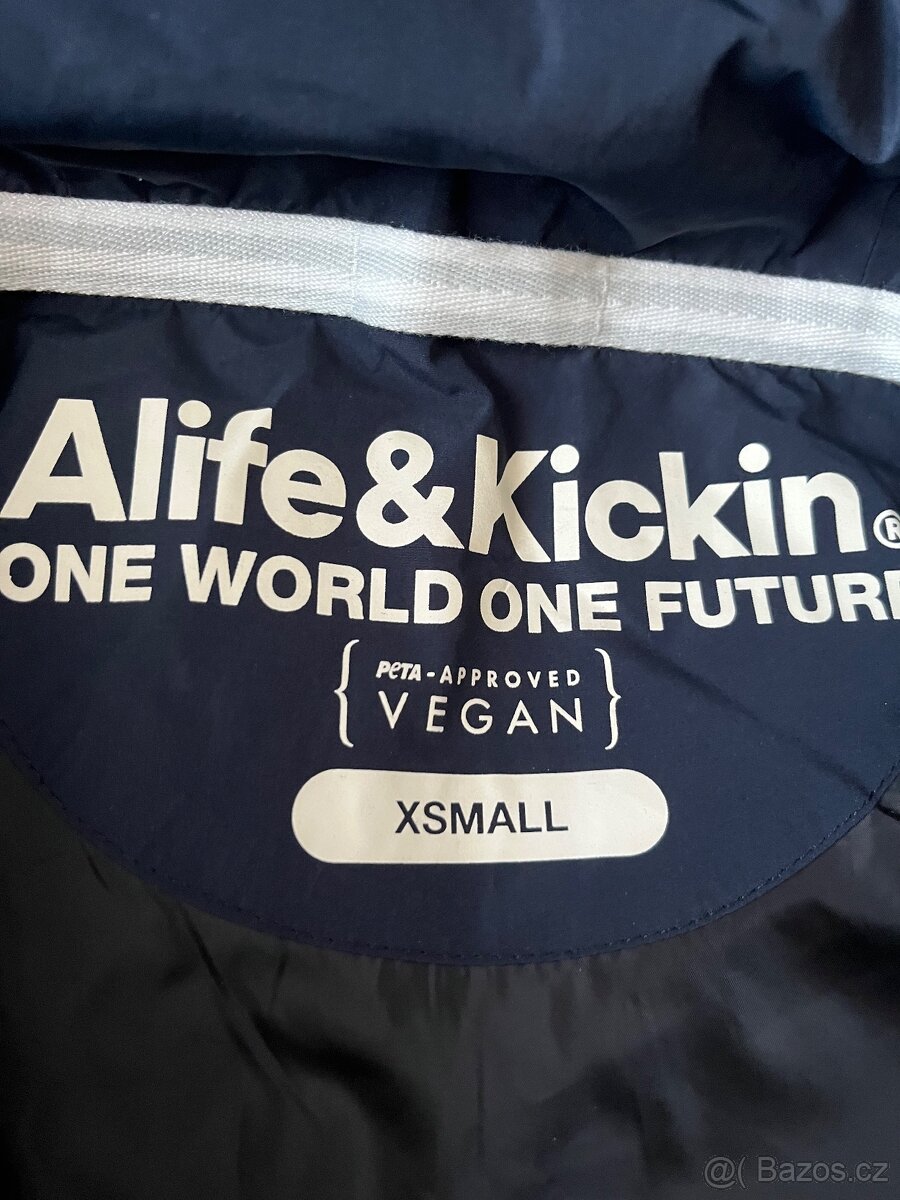 Alife&Kickin®
ONE WORLD ONE FUTURE
PETA-APPROVED
VEGAN
XSMALL
@( Bazos.cz